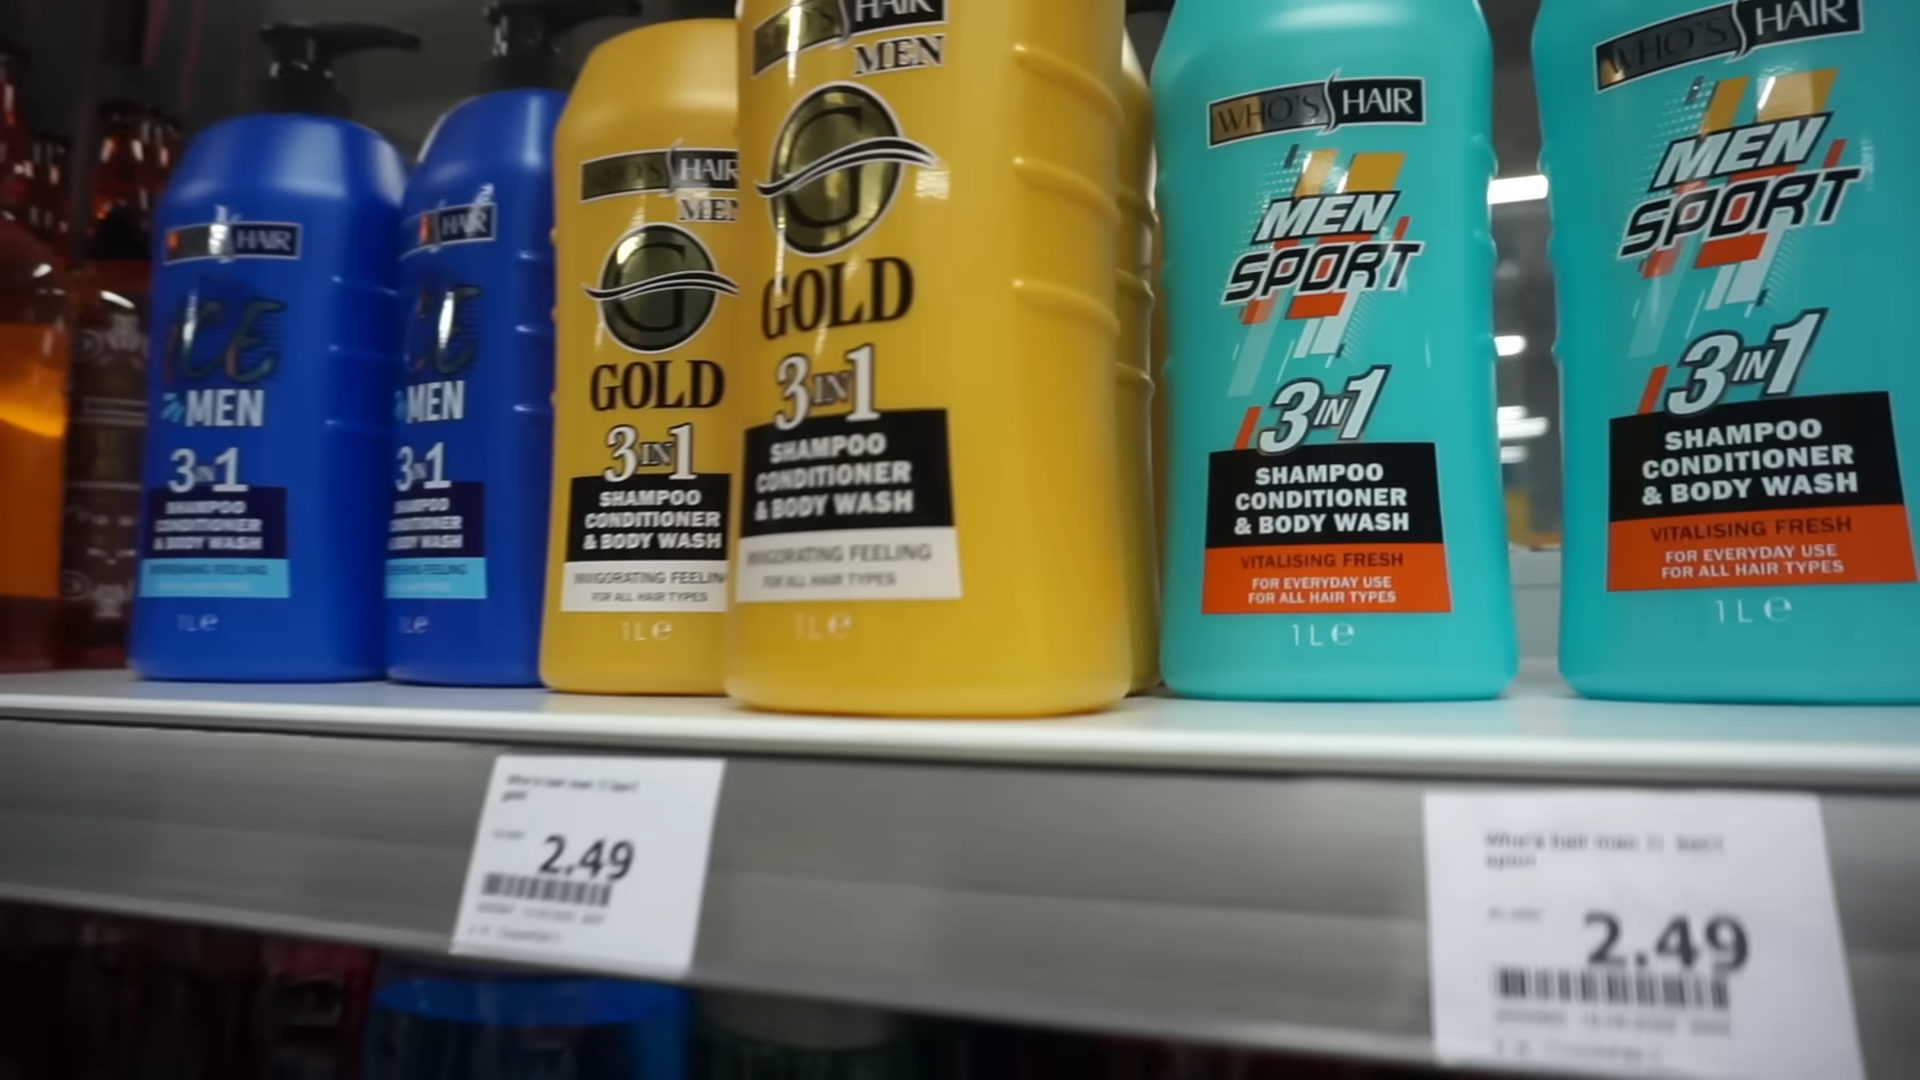 HAIR
ICE
MEN
3IN1
SHAMPOO
CONDITIONER
& BODY WASH
FEELING
1L e
HAIR
MEN
3IN1
1L e
WHO'S HAIR
MEN
G
GOLD
3IN1
SHAMPOO
CONDITIONER
& BODY WASH
INVIGORATING FEELING
FOR ALL HAIR TYPES
1L e
WHO'S HAIR
MEN
G
GOLD
3IN1
SHAMPOO
CONDITIONER
& BODY WASH
INVIGORATING FEELING
FOR ALL HAIR TYPES
1L e
WHO'S HAIR
MEN
SPORT
3IN1
SHAMPOO
CONDITIONER
& BODY WASH
VITALISING FRESH
FOR EVERYDAY USE
FOR ALL HAIR TYPES
1L e
WHO'S HAIR
MEN
SPORT
3IN1
SHAMPOO
CONDITIONER
& BODY WASH
VITALISING FRESH
FOR EVERYDAY USE
FOR ALL HAIR TYPES
1L e
2.49
2.49